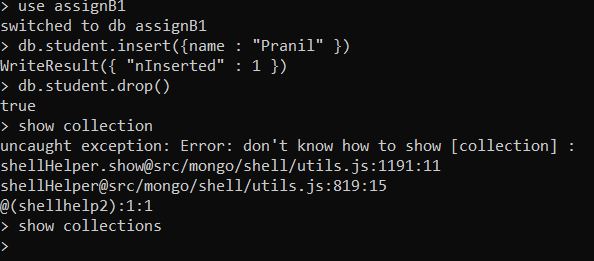 > use assignB1
switched to db assignB1
> db.student.insert({name : "Pranil" })
WriteResult({ "nInserted" : 1 })
> db.student.drop()
true
> show collection
uncaught exception: Error: don't know how to show [collection] :
shellHelper.show@src/mongo/shell/utils.js:1191:11
shellHelper@src/mongo/shell/utils.js:819:15
@(shellhelp2):1:1
> show collections
>